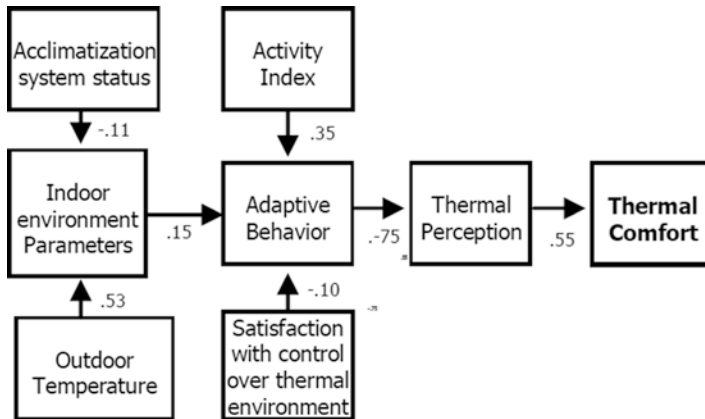 Acclimatization
system status
Activity
Index
-.11
.35
Indoor
environment
Parameters
.15
Adaptive
Behavior
.-75
Thermal
Perception
.55
Thermal
Comfort
.53
-.10
Outdoor
Temperature
Satisfaction
with control
over thermal
environment